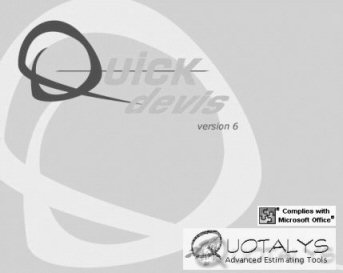 QUICK
devis
version 6
Complies with
Microsoft Office®
QUOTALYS
Advanced Estimating Tools